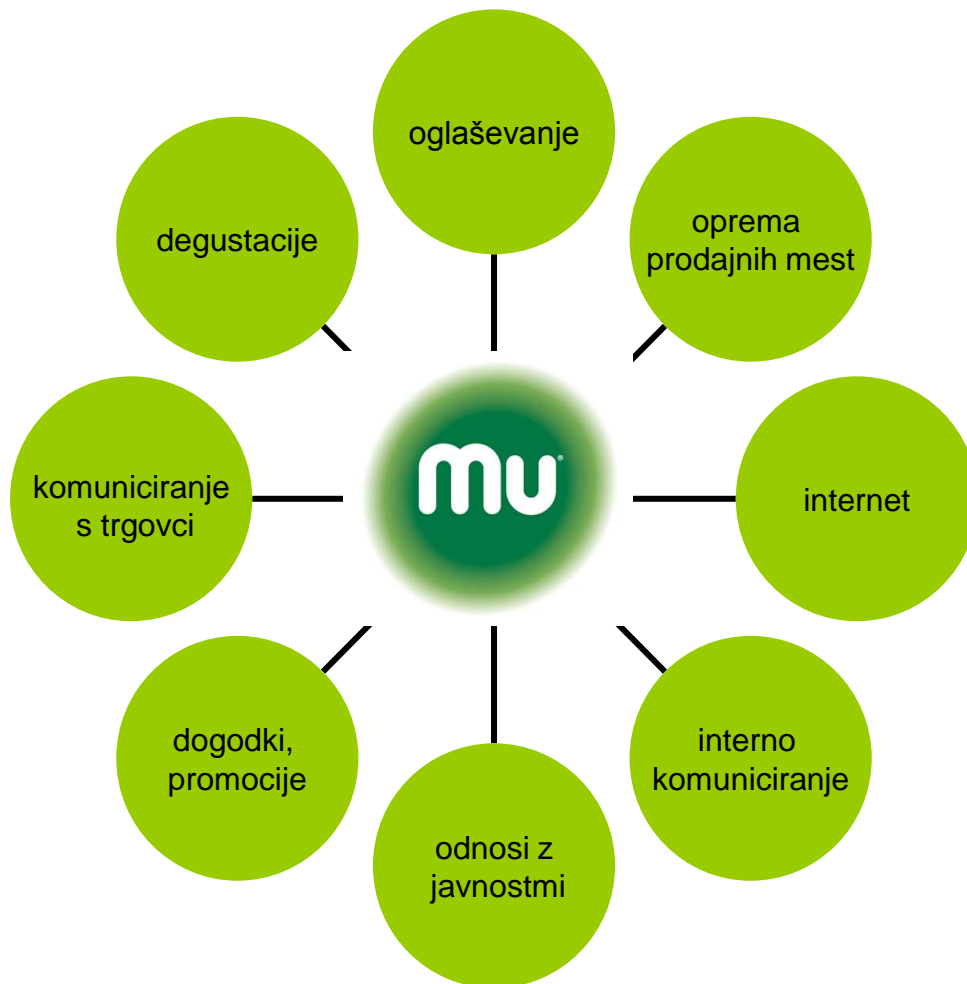 oglaševanje
oprema
prodajnih mest
degustacije
mu®
komuniciranje
s trgovci
internet
dogodki,
promocije
interno
komuniciranje
odnosi z
javnostmi